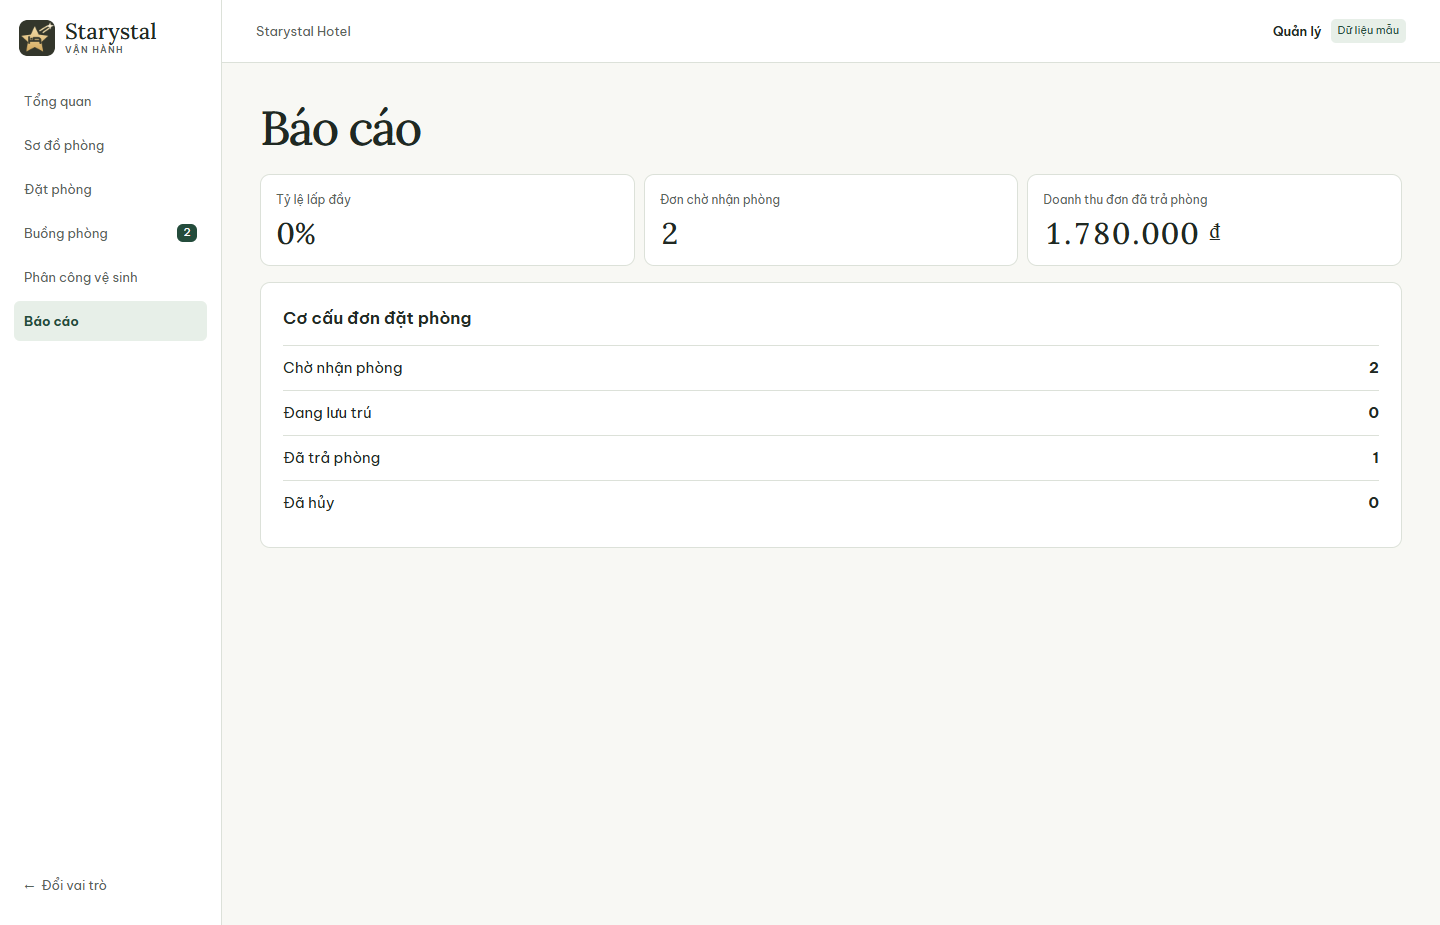 Starystal
VẬN HÀNH
Tổng quan
Sơ đồ phòng
Đặt phòng
Buồng phòng 2
Phân công vệ sinh
Báo cáo
← Đổi vai trò
Starystal Hotel
Quản lý Dữ liệu mẫu
Báo cáo
Tỷ lệ lấp đầy
0%
Đơn chờ nhận phòng
2
Doanh thu đơn đã trả phòng
1.780.000 ₫
Cơ cấu đơn đặt phòng
Chờ nhận phòng 2
Đang lưu trú 0
Đã trả phòng 1
Đã hủy 0